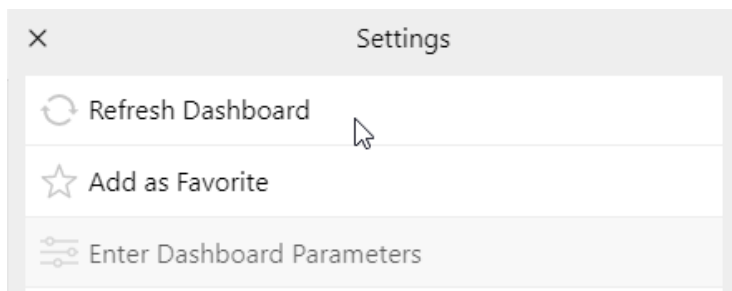 Settings
Refresh Dashboard
Add as Favorite
Enter Dashboard Parameters